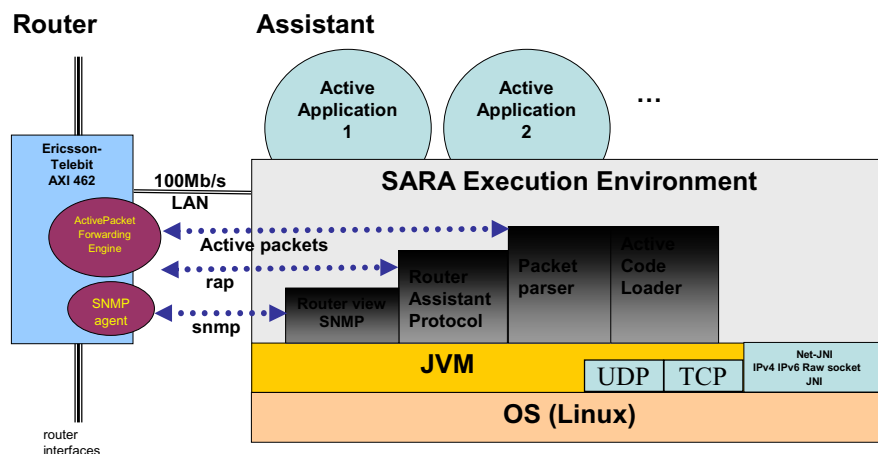 Router
Assistant
Active
Application
1
Active
Application
2
...
Ericsson-
Telebit
AXI 462
100Mb/s
LAN
SARA Execution Environment
ActivePacket
Forwarding
Engine
Active packets
rap
SNMP
agent
snmp
Router view
SNMP
Router
Assistant
Protocol
Packet
parser
Active
Code
Loader
JVM
UDP
TCP
Net-JNI
IPv4 IPv6 Raw socket
JNI
OS (Linux)
router
interfaces